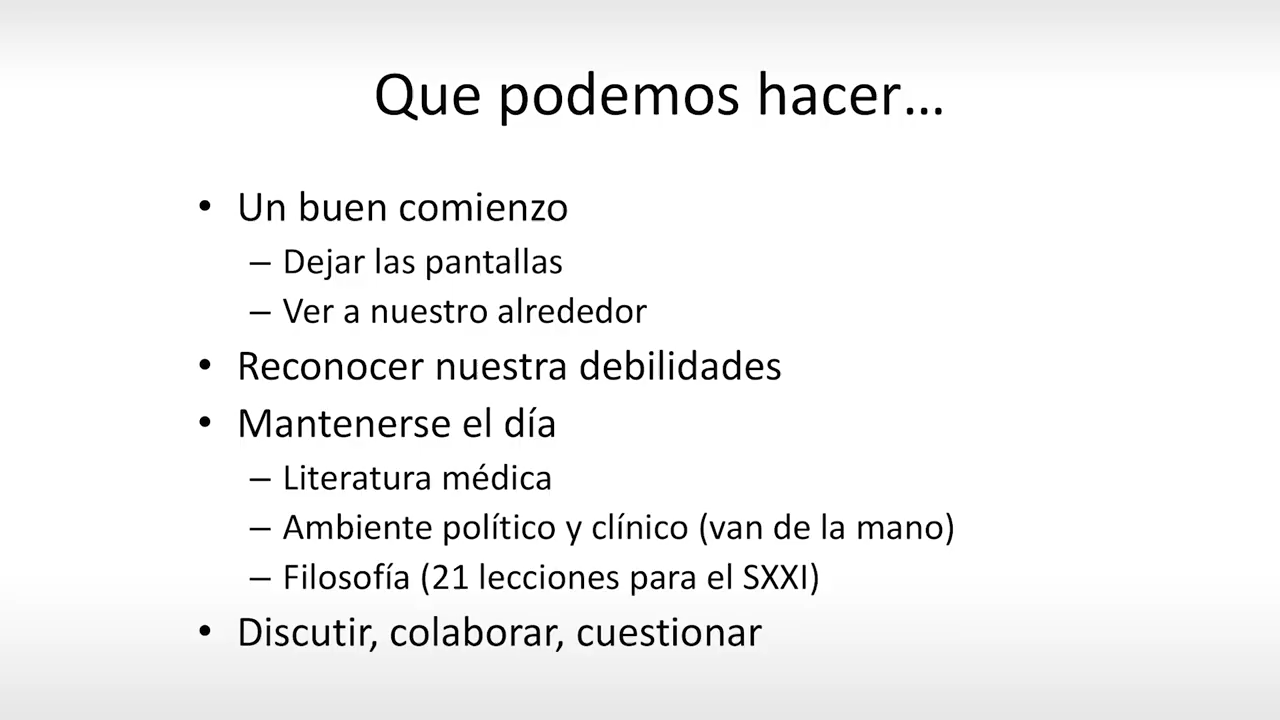 Que podemos hacer…
• Un buen comienzo
– Dejar las pantallas
– Ver a nuestro alrededor
• Reconocer nuestra debilidades
• Mantenerse el día
– Literatura médica
– Ambiente político y clínico (van de la mano)
– Filosofía (21 lecciones para el SXXI)
• Discutir, colaborar, cuestionar